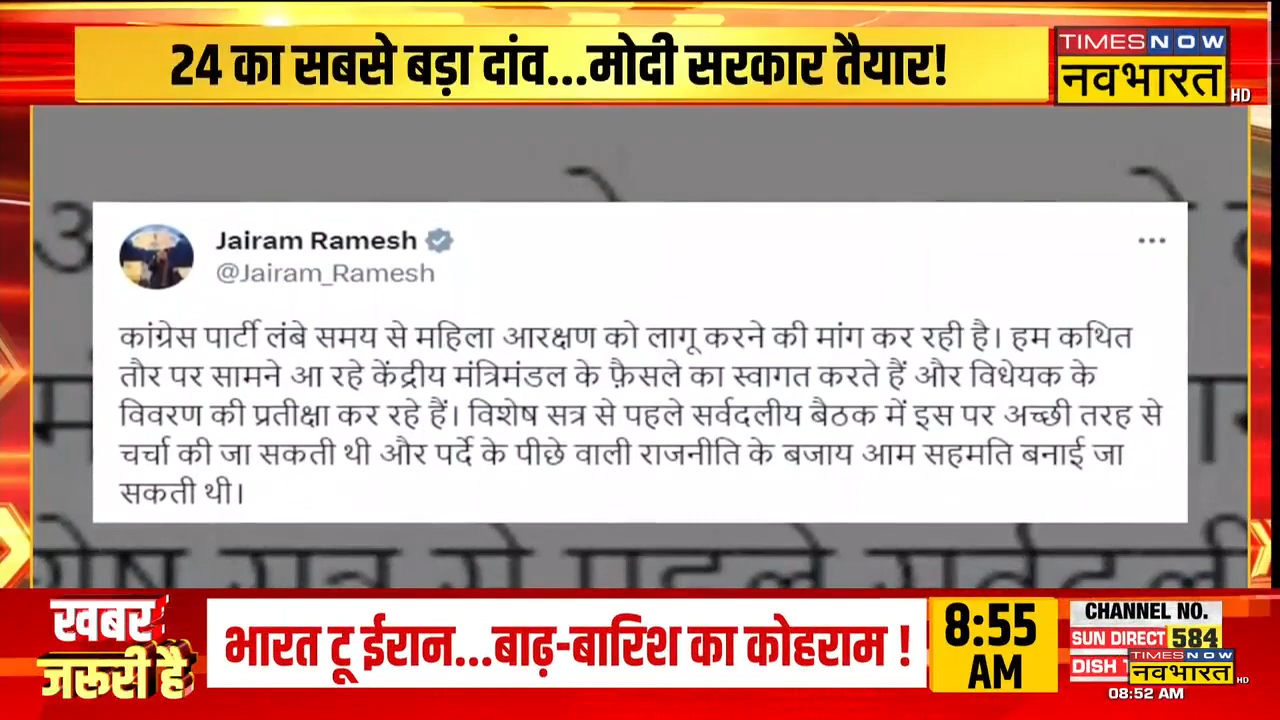 24 का सबसे बड़ा दांव...मोदी सरकार तैयार!
TIMES NOW
नवभारत
HD
Jairam Ramesh
@Jairam_Ramesh
कांग्रेस पार्टी लंबे समय से महिला आरक्षण को लागू करने की मांग कर रही है। हम कथित
तौर पर सामने आ रहे केंद्रीय मंत्रिमंडल के फ़ैसले का स्वागत करते हैं और विधेयक के
विवरण की प्रतीक्षा कर रहे हैं। विशेष सत्र से पहले सर्वदलीय बैठक में इस पर अच्छी तरह से
चर्चा की जा सकती थी और पर्दे के पीछे वाली राजनीति के बजाय आम सहमति बनाई जा
सकती थी।
खबर
जरूरी है
भारत टू ईरान...बाढ़-बारिश का कोहराम !
8:55
AM
CHANNEL NO.
SUN DIRECT 584
DISH
TIMES NOW
नवभारत
HD
08:52 AM